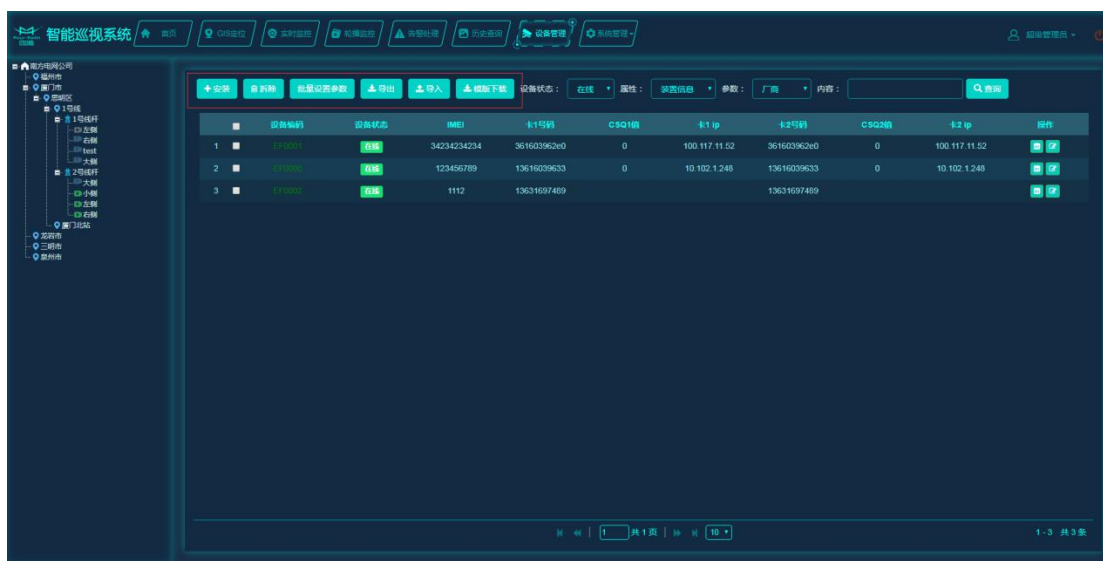 智能巡视系统 首页 GIS监控 实时监控 轮播监控 告警处理 历史查询 设备管理 系统管理 超级管理员
南方电网公司
福州市
厦门市
思明区
1号线
1号线杆
左侧
右侧
test
大侧
2号线杆
大侧
小侧
左侧
右侧
厦门北站
龙岩市
三明市
泉州市
+安装 拆除 批量设置参数 导出 导入 模版下载 设备状态： 在线 属性： 装置信息 参数： 厂商 内容： 查询
设备编码 设备状态 IMEI 卡1号码 CSQ1值 卡1 ip 卡2号码 CSQ2值 卡2 ip 操作
1 EF0001 在线 34234234234 361603962e0 0 100.117.11.52 361603962e0 0 100.117.11.52
2 在线 123456789 13616039633 0 10.102.1.248 13616039633 0 10.102.1.248
3 在线 1112 13631697489 13631697489
1 共1页 10 1-3 共3条